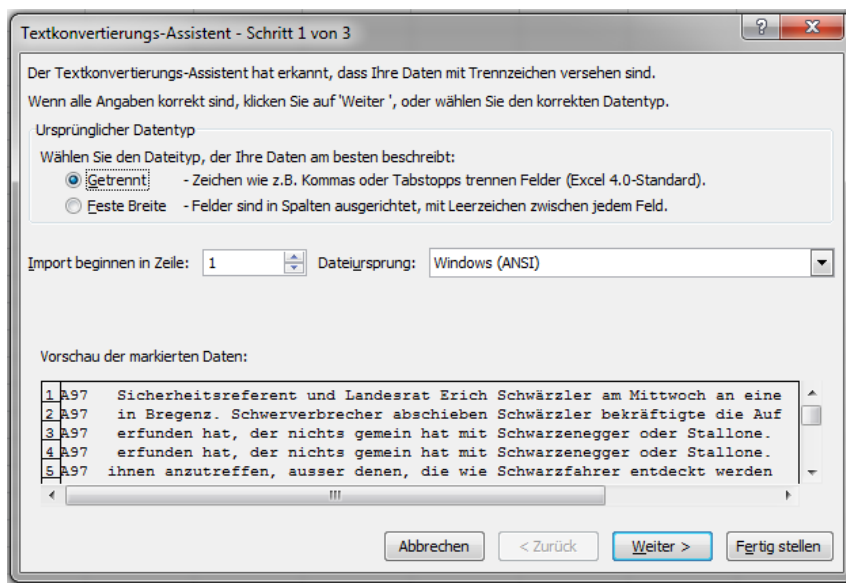 Textkonvertierungs-Assistent - Schritt 1 von 3
Der Textkonvertierungs-Assistent hat erkannt, dass Ihre Daten mit Trennzeichen versehen sind.
Wenn alle Angaben korrekt sind, klicken Sie auf 'Weiter ', oder wählen Sie den korrekten Datentyp.
Ursprünglicher Datentyp
Wählen Sie den Dateityp, der Ihre Daten am besten beschreibt:
Getrennt - Zeichen wie z.B. Kommas oder Tabstopps trennen Felder (Excel 4.0-Standard).
Feste Breite - Felder sind in Spalten ausgerichtet, mit Leerzeichen zwischen jedem Feld.
Import beginnen in Zeile: 1 Dateiursprung: Windows (ANSI)
Vorschau der markierten Daten:
1 A97 Sicherheitsreferent und Landesrat Erich Schwärzler am Mittwoch an eine
2 A97 in Bregenz. Schwerverbrecher abschieben Schwärzler bekräftigte die Auf
3 A97 erfunden hat, der nichts gemein hat mit Schwarzenegger oder Stallone.
4 A97 erfunden hat, der nichts gemein hat mit Schwarzenegger oder Stallone.
5 A97 ihnen anzutreffen, ausser denen, die wie Schwarzfahrer entdeckt werden
Abbrechen < Zurück Weiter > Fertig stellen